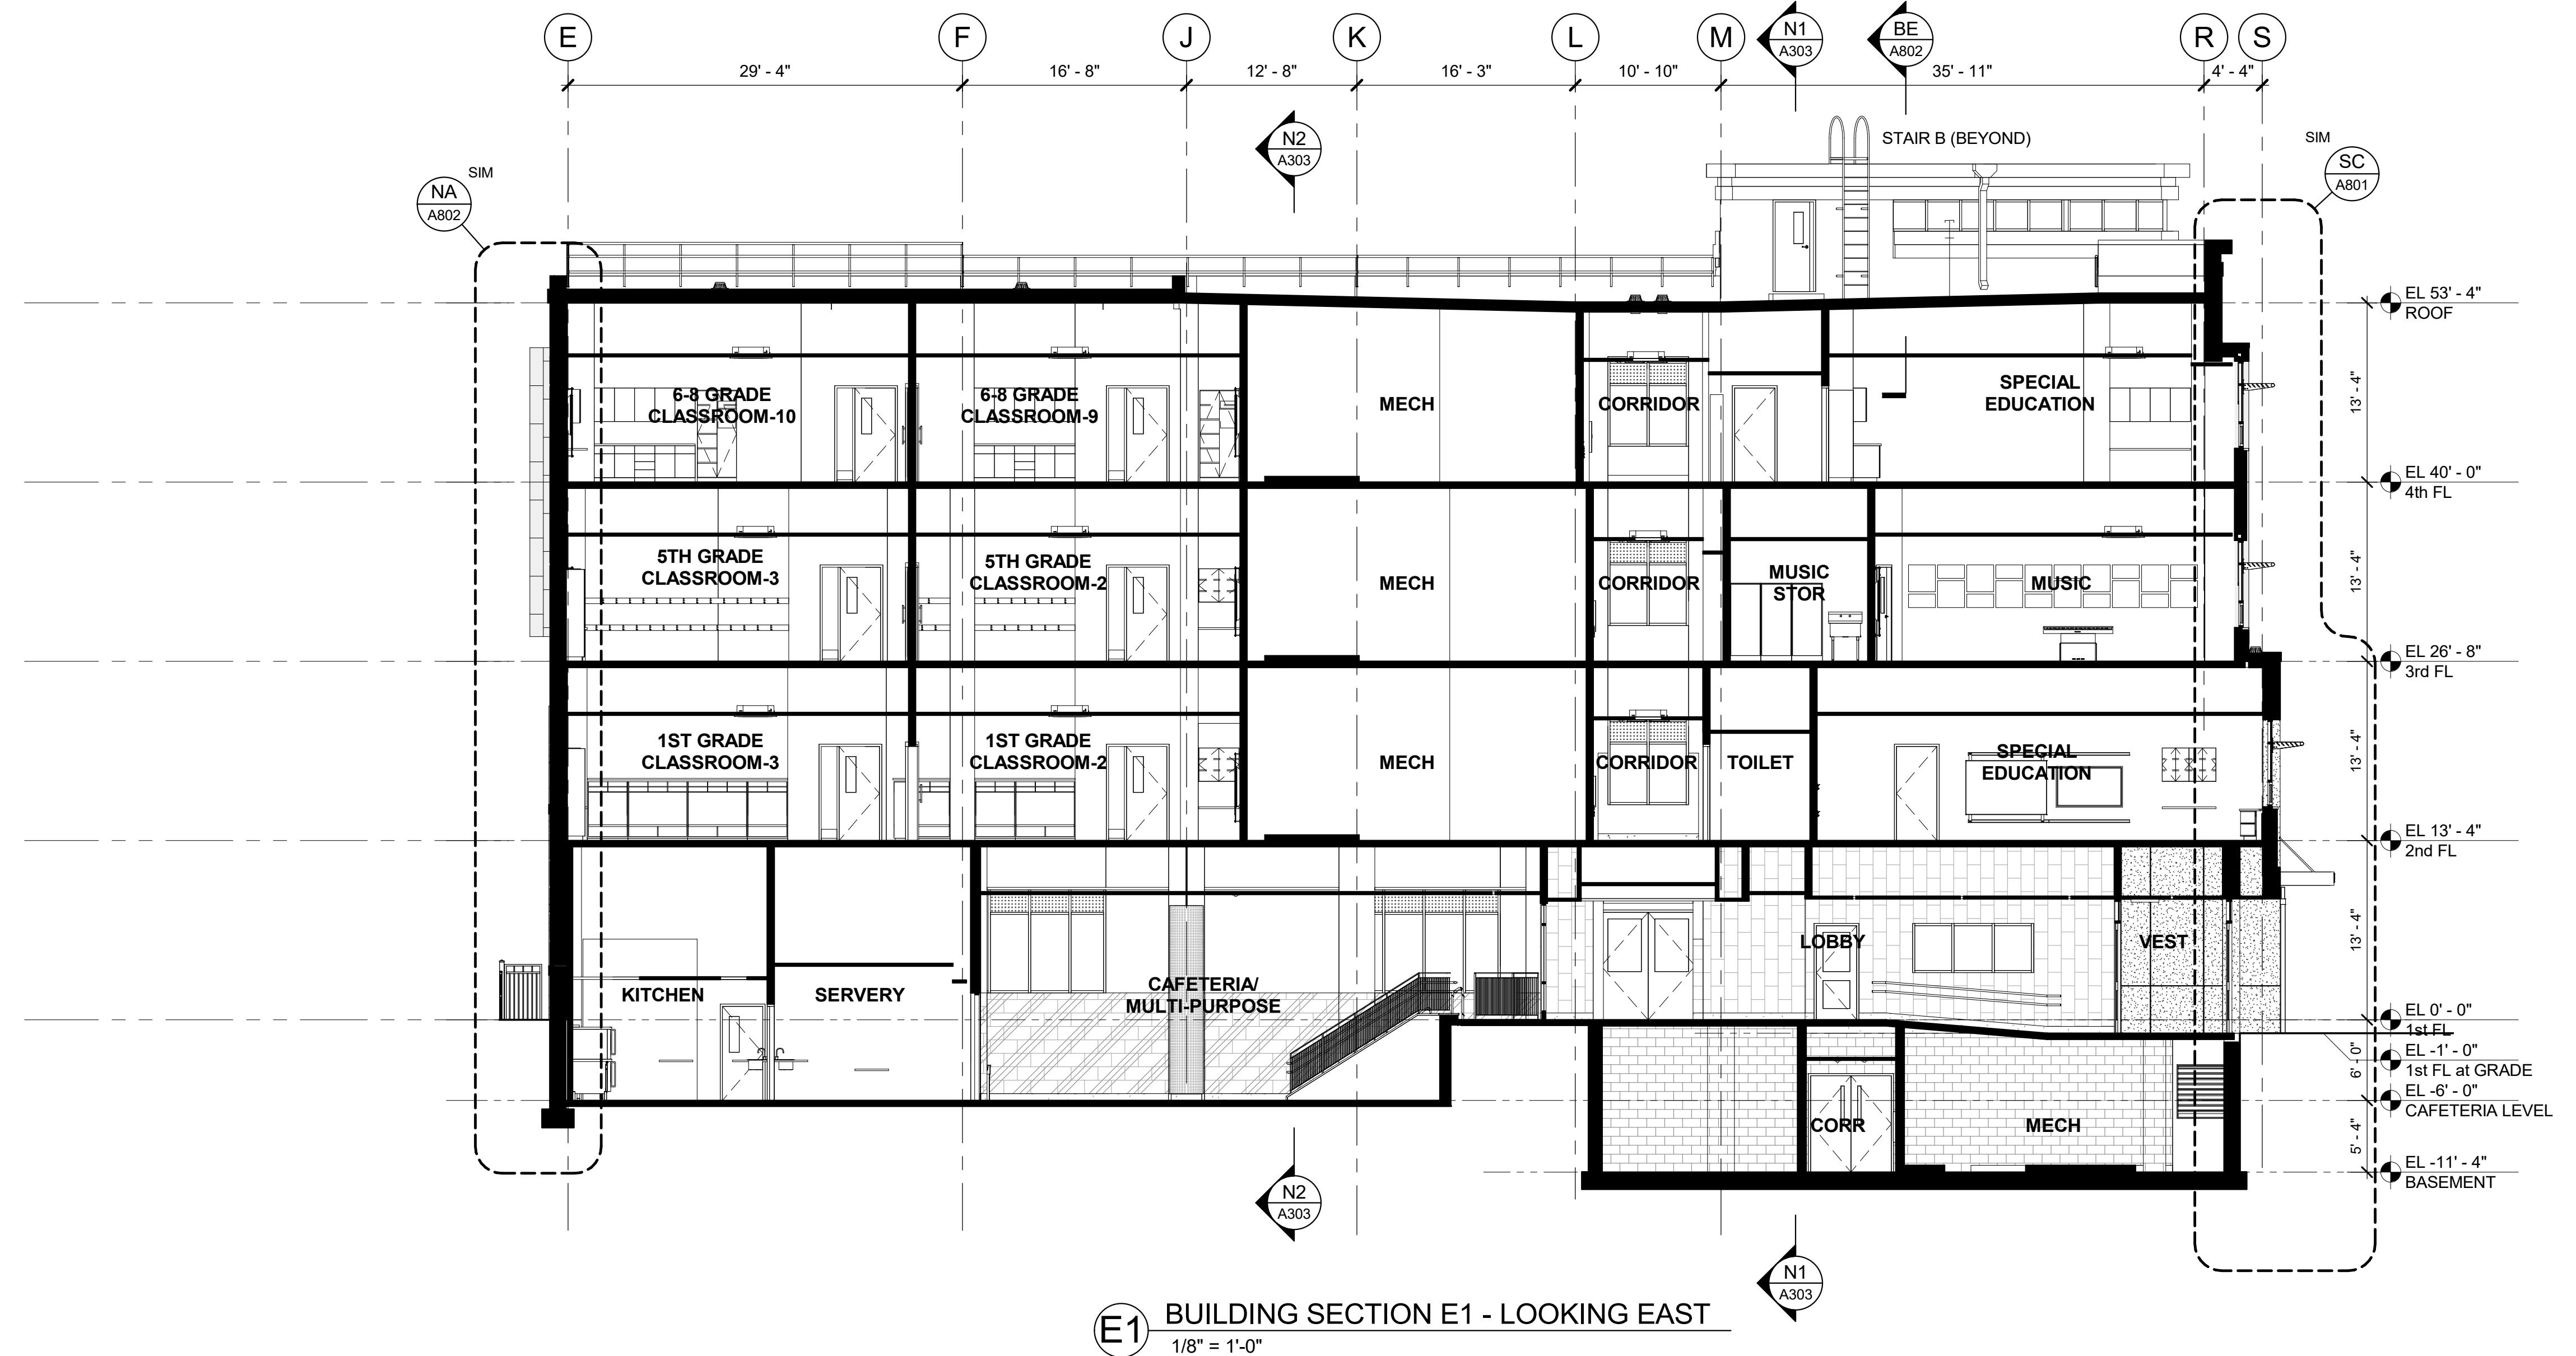 E
F
J
K
L
M
N1
A303
BE
A802
R
S
29' - 4"
16' - 8"
12' - 8"
16' - 3"
10' - 10"
35' - 11"
4' - 4"
N2
A303
STAIR B (BEYOND)
SIM
SC
A801
SIM
NA
A802
EL 53' - 4"
ROOF
6-8 GRADE
CLASSROOM-10
6-8 GRADE
CLASSROOM-9
MECH
CORRIDOR
SPECIAL
EDUCATION
13' - 4"
EL 40' - 0"
4th FL
5TH GRADE
CLASSROOM-3
5TH GRADE
CLASSROOM-2
MECH
CORRIDOR
MUSIC
STOR
MUSIC
13' - 4"
EL 26' - 8"
3rd FL
1ST GRADE
CLASSROOM-3
1ST GRADE
CLASSROOM-2
MECH
CORRIDOR
TOILET
SPECIAL
EDUCATION
13' - 4"
EL 13' - 4"
2nd FL
KITCHEN
SERVERY
CAFETERIA/
MULTI-PURPOSE
LOBBY
VEST
13' - 4"
EL 0' - 0"
1st FL
EL -1' - 0"
1st FL at GRADE
6' - 0"
EL -6' - 0"
CAFETERIA LEVEL
CORR
MECH
5' - 4"
EL -11' - 4"
BASEMENT
N2
A303
N1
A303
E1
BUILDING SECTION E1 - LOOKING EAST
1/8" = 1'-0"